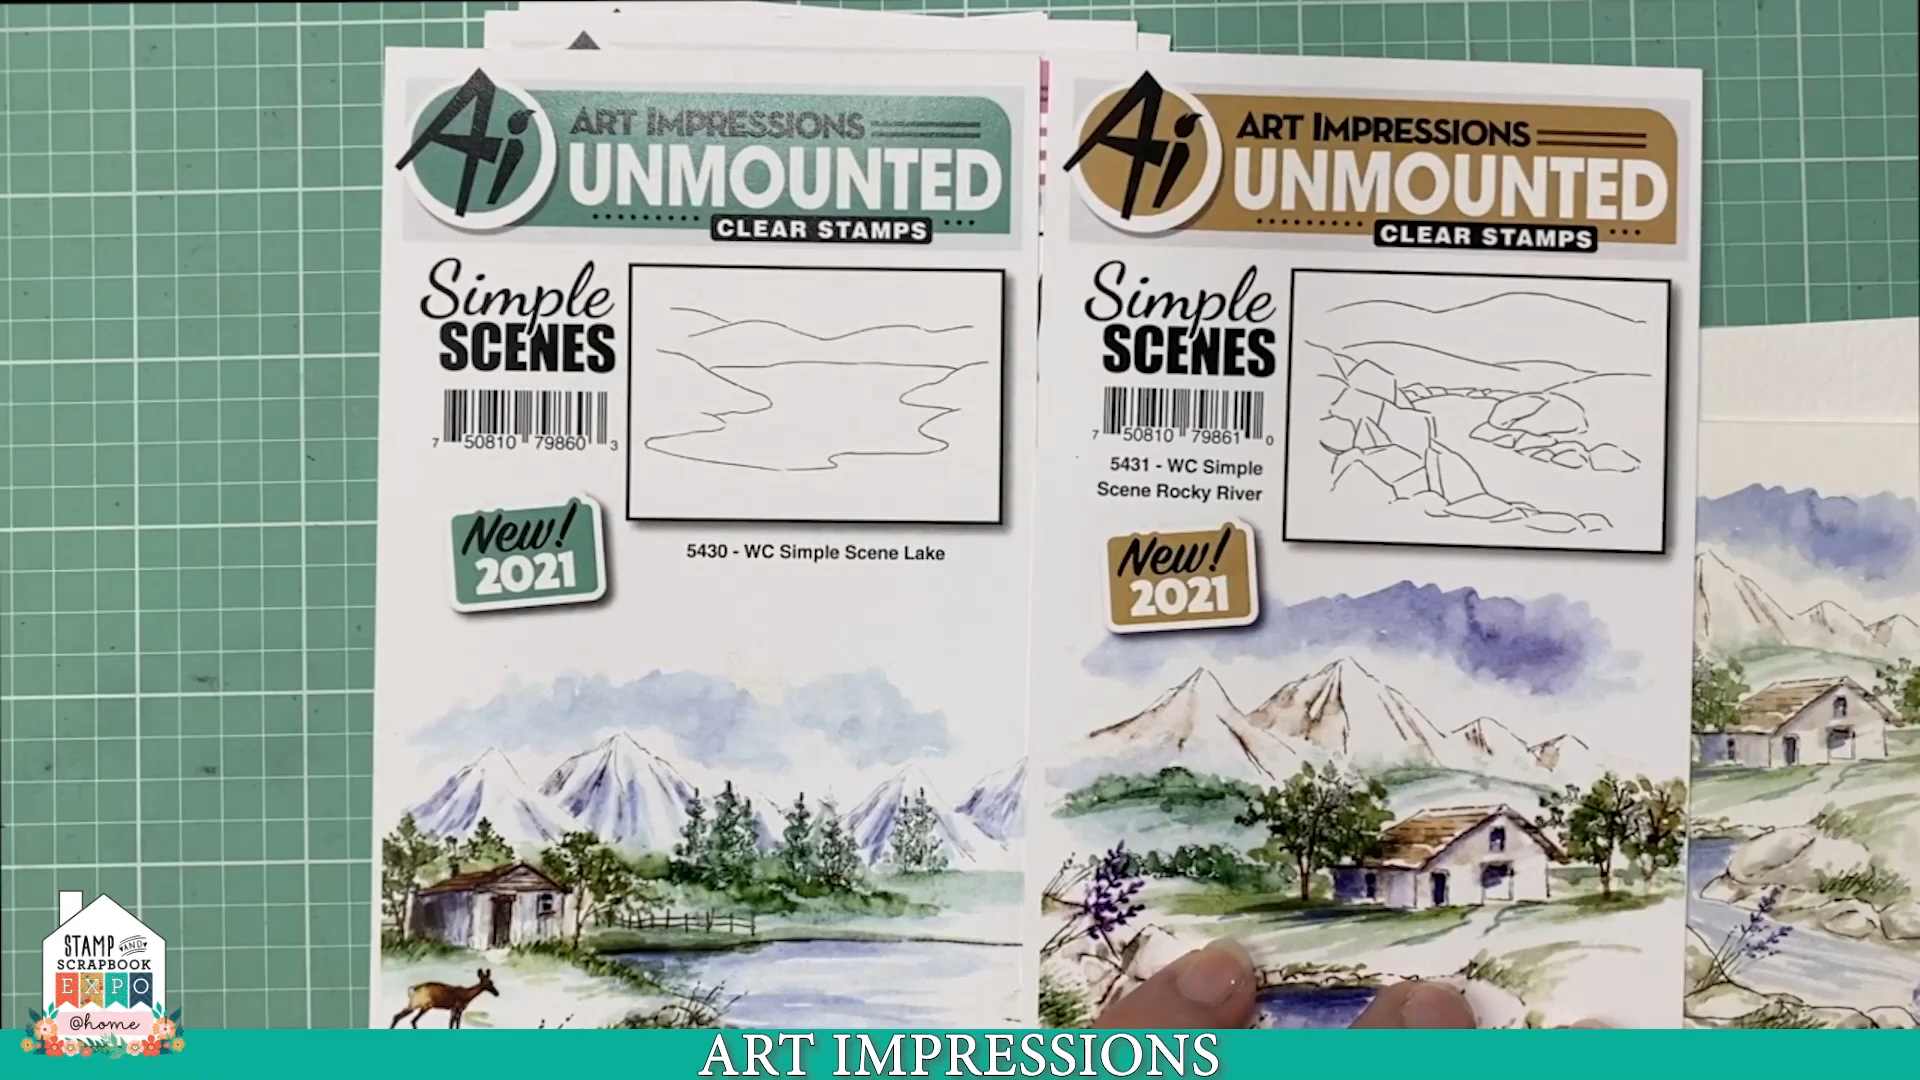 Ai
ART IMPRESSIONS
UNMOUNTED
CLEAR STAMPS
Simple
SCENES
7 50810 79860 3
5430 - WC Simple Scene Lake
New!
2021
Ai
ART IMPRESSIONS
UNMOUNTED
CLEAR STAMPS
Simple
SCENES
7 50810 79861 0
5431 - WC Simple
Scene Rocky River
New!
2021
STAMP AND
SCRAPBOOK
EXPO
@home
ART IMPRESSIONS